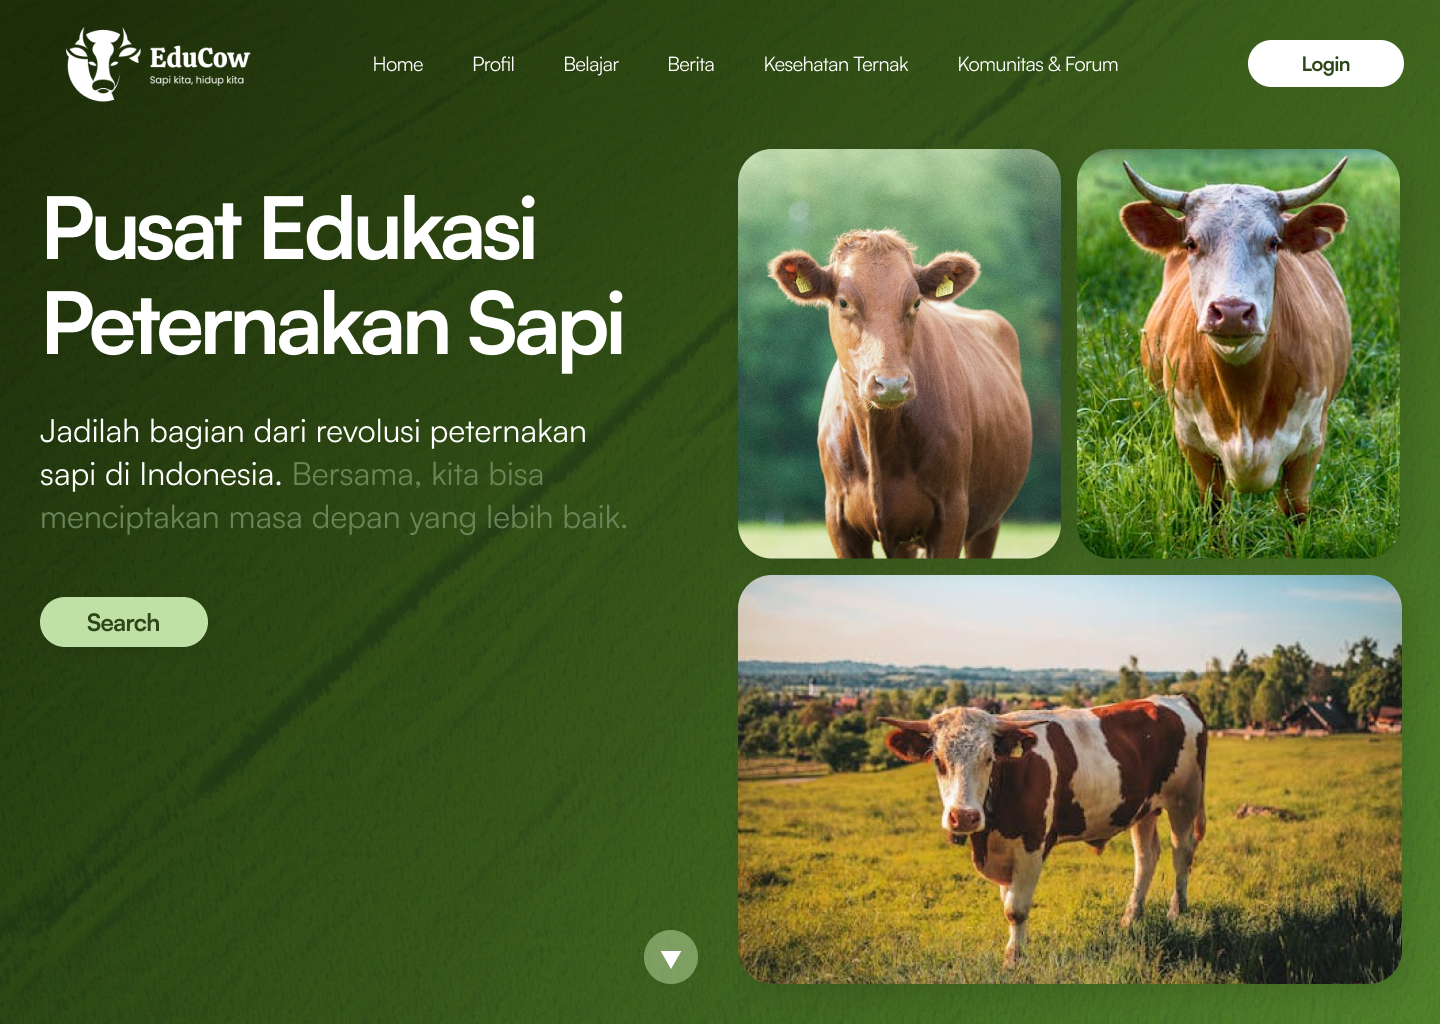 EduCow
Sapi kita, hidup kita
Home
Profil
Belajar
Berita
Kesehatan Ternak
Komunitas & Forum
Login
Pusat Edukasi
Peternakan Sapi
Jadilah bagian dari revolusi peternakan
sapi di Indonesia. Bersama, kita bisa
menciptakan masa depan yang lebih baik.
Search